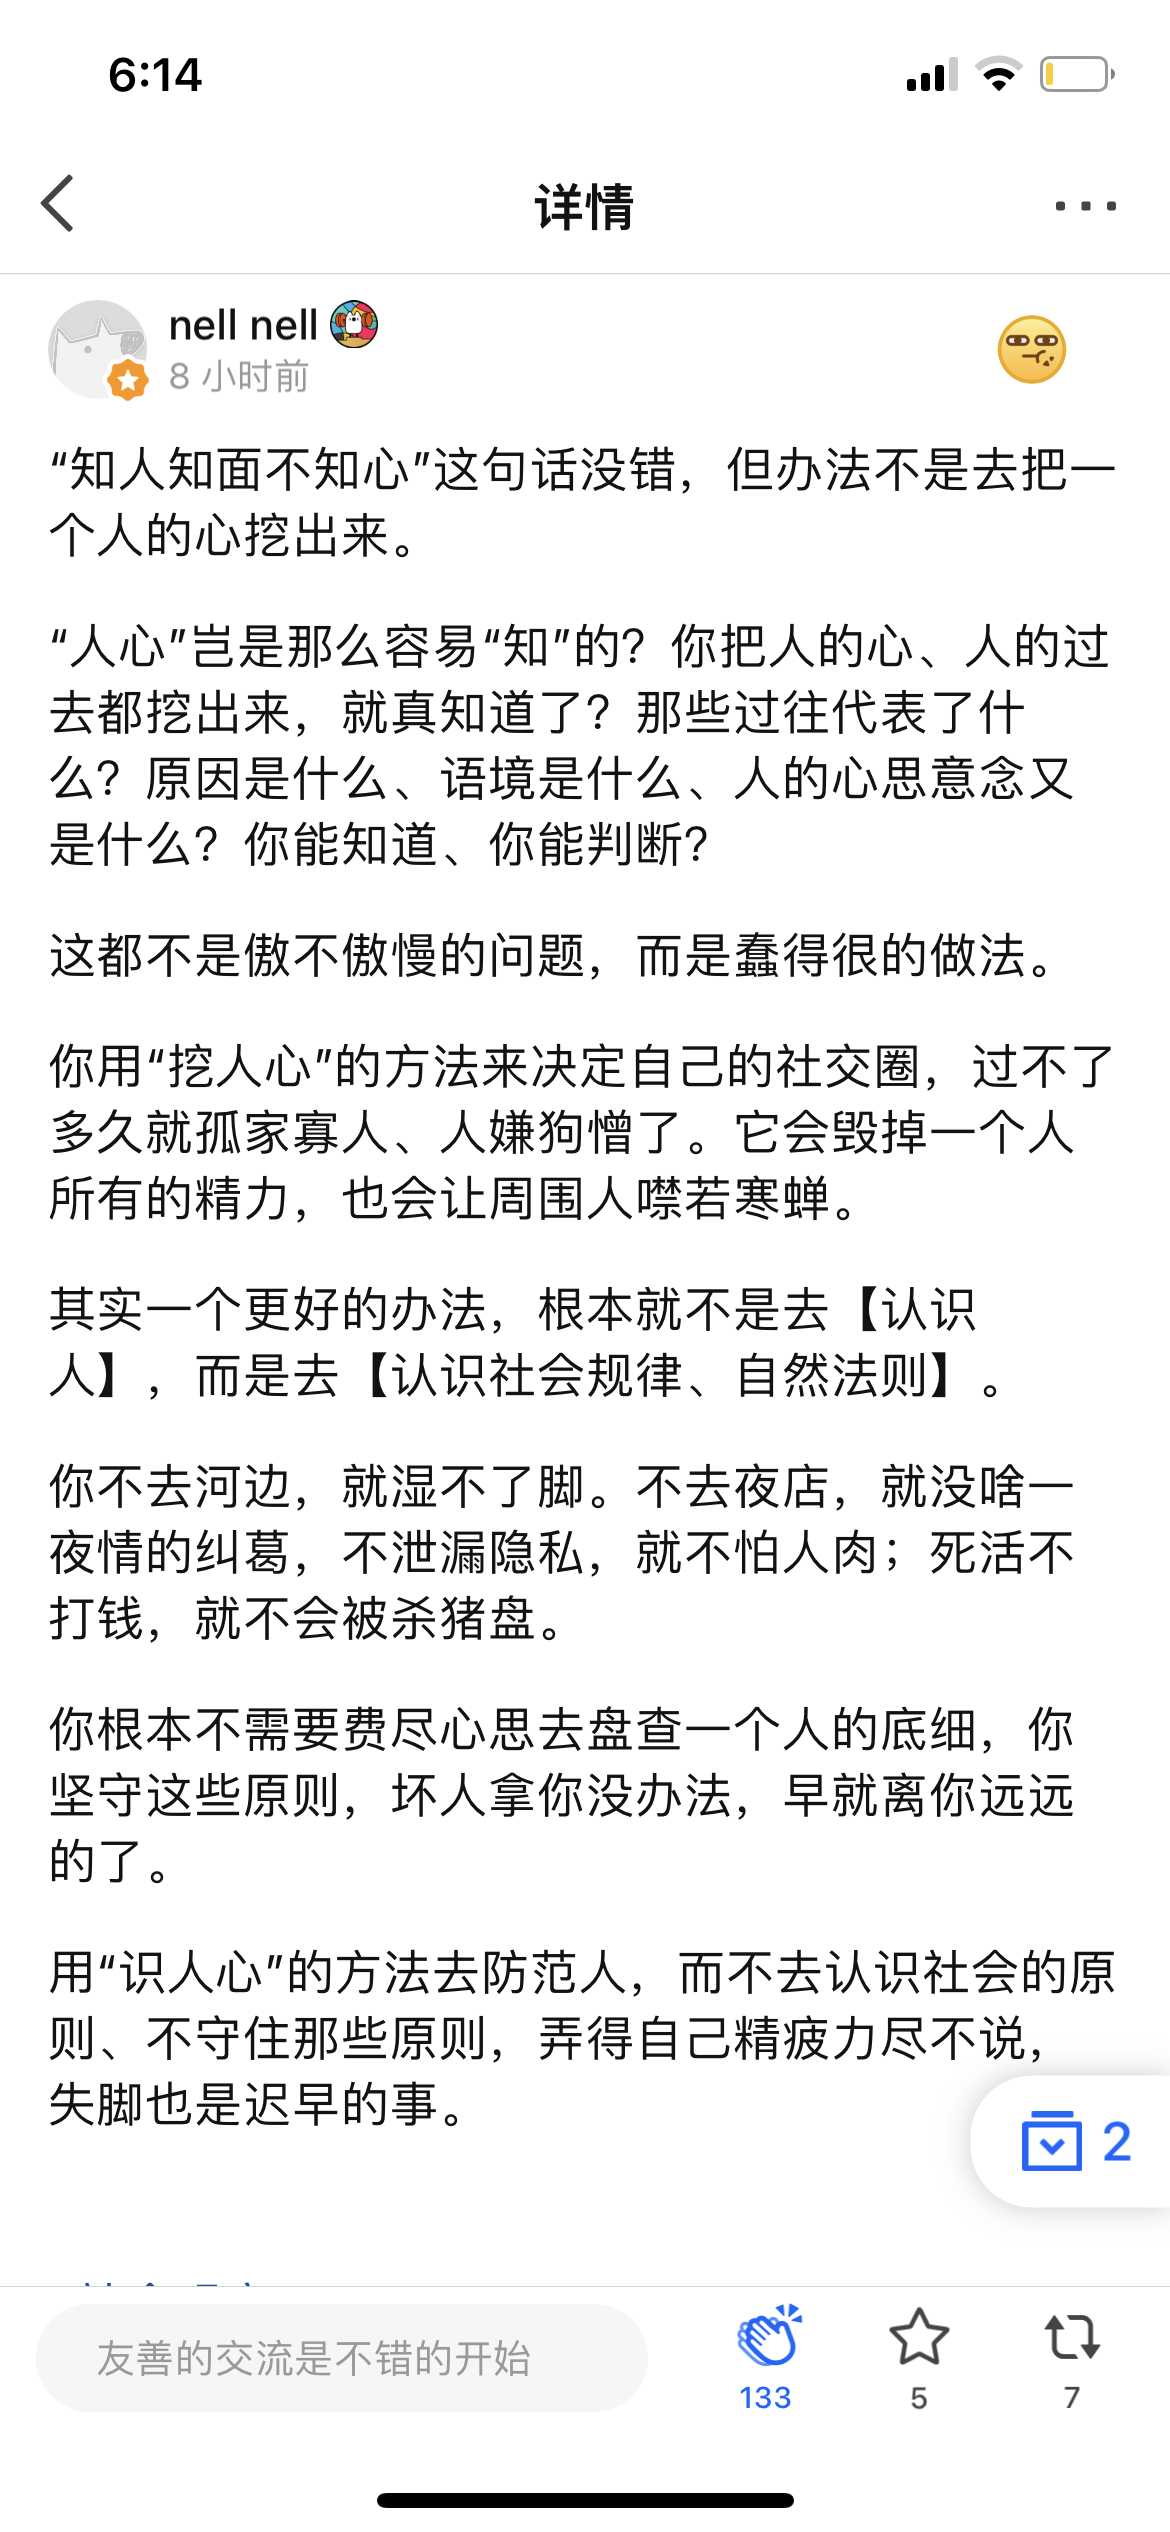 6:14
详情
nell nell
8 小时前
“知人知面不知心”这句话没错，但办法不是去把一
个人的心挖出来。
“人心”岂是那么容易“知”的？你把人的心、人的过
去都挖出来，就真知道了？那些过往代表了什
么？原因是什么、语境是什么、人的心思意念又
是什么？你能知道、你能判断？
这都不是傲不傲慢的问题，而是蠢得很的做法。
你用“挖人心”的方法来决定自己的社交圈，过不了
多久就孤家寡人、人嫌狗憎了。它会毁掉一个人
所有的精力，也会让周围人噤若寒蝉。
其实一个更好的办法，根本就不是去【认识
人】，而是去【认识社会规律、自然法则】。
你不去河边，就湿不了脚。不去夜店，就没啥一
夜情的纠葛，不泄漏隐私，就不怕人肉；死活不
打钱，就不会被杀猪盘。
你根本不需要费尽心思去盘查一个人的底细，你
坚守这些原则，坏人拿你没办法，早就离你远远
的了。
用“识人心”的方法去防范人，而不去认识社会的原
则、不守住那些原则，弄得自己精疲力尽不说，
失脚也是迟早的事。
2
友善的交流是不错的开始
133
5
7